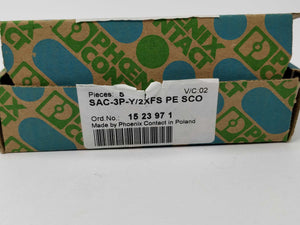 PHOENIX
CONTACT
Pieces: 5 V/C:02
SAC-3P-Y/2XFS PE SCO
Ord.No.: 15 23 97 1
Made by Phoenix Contact in Poland